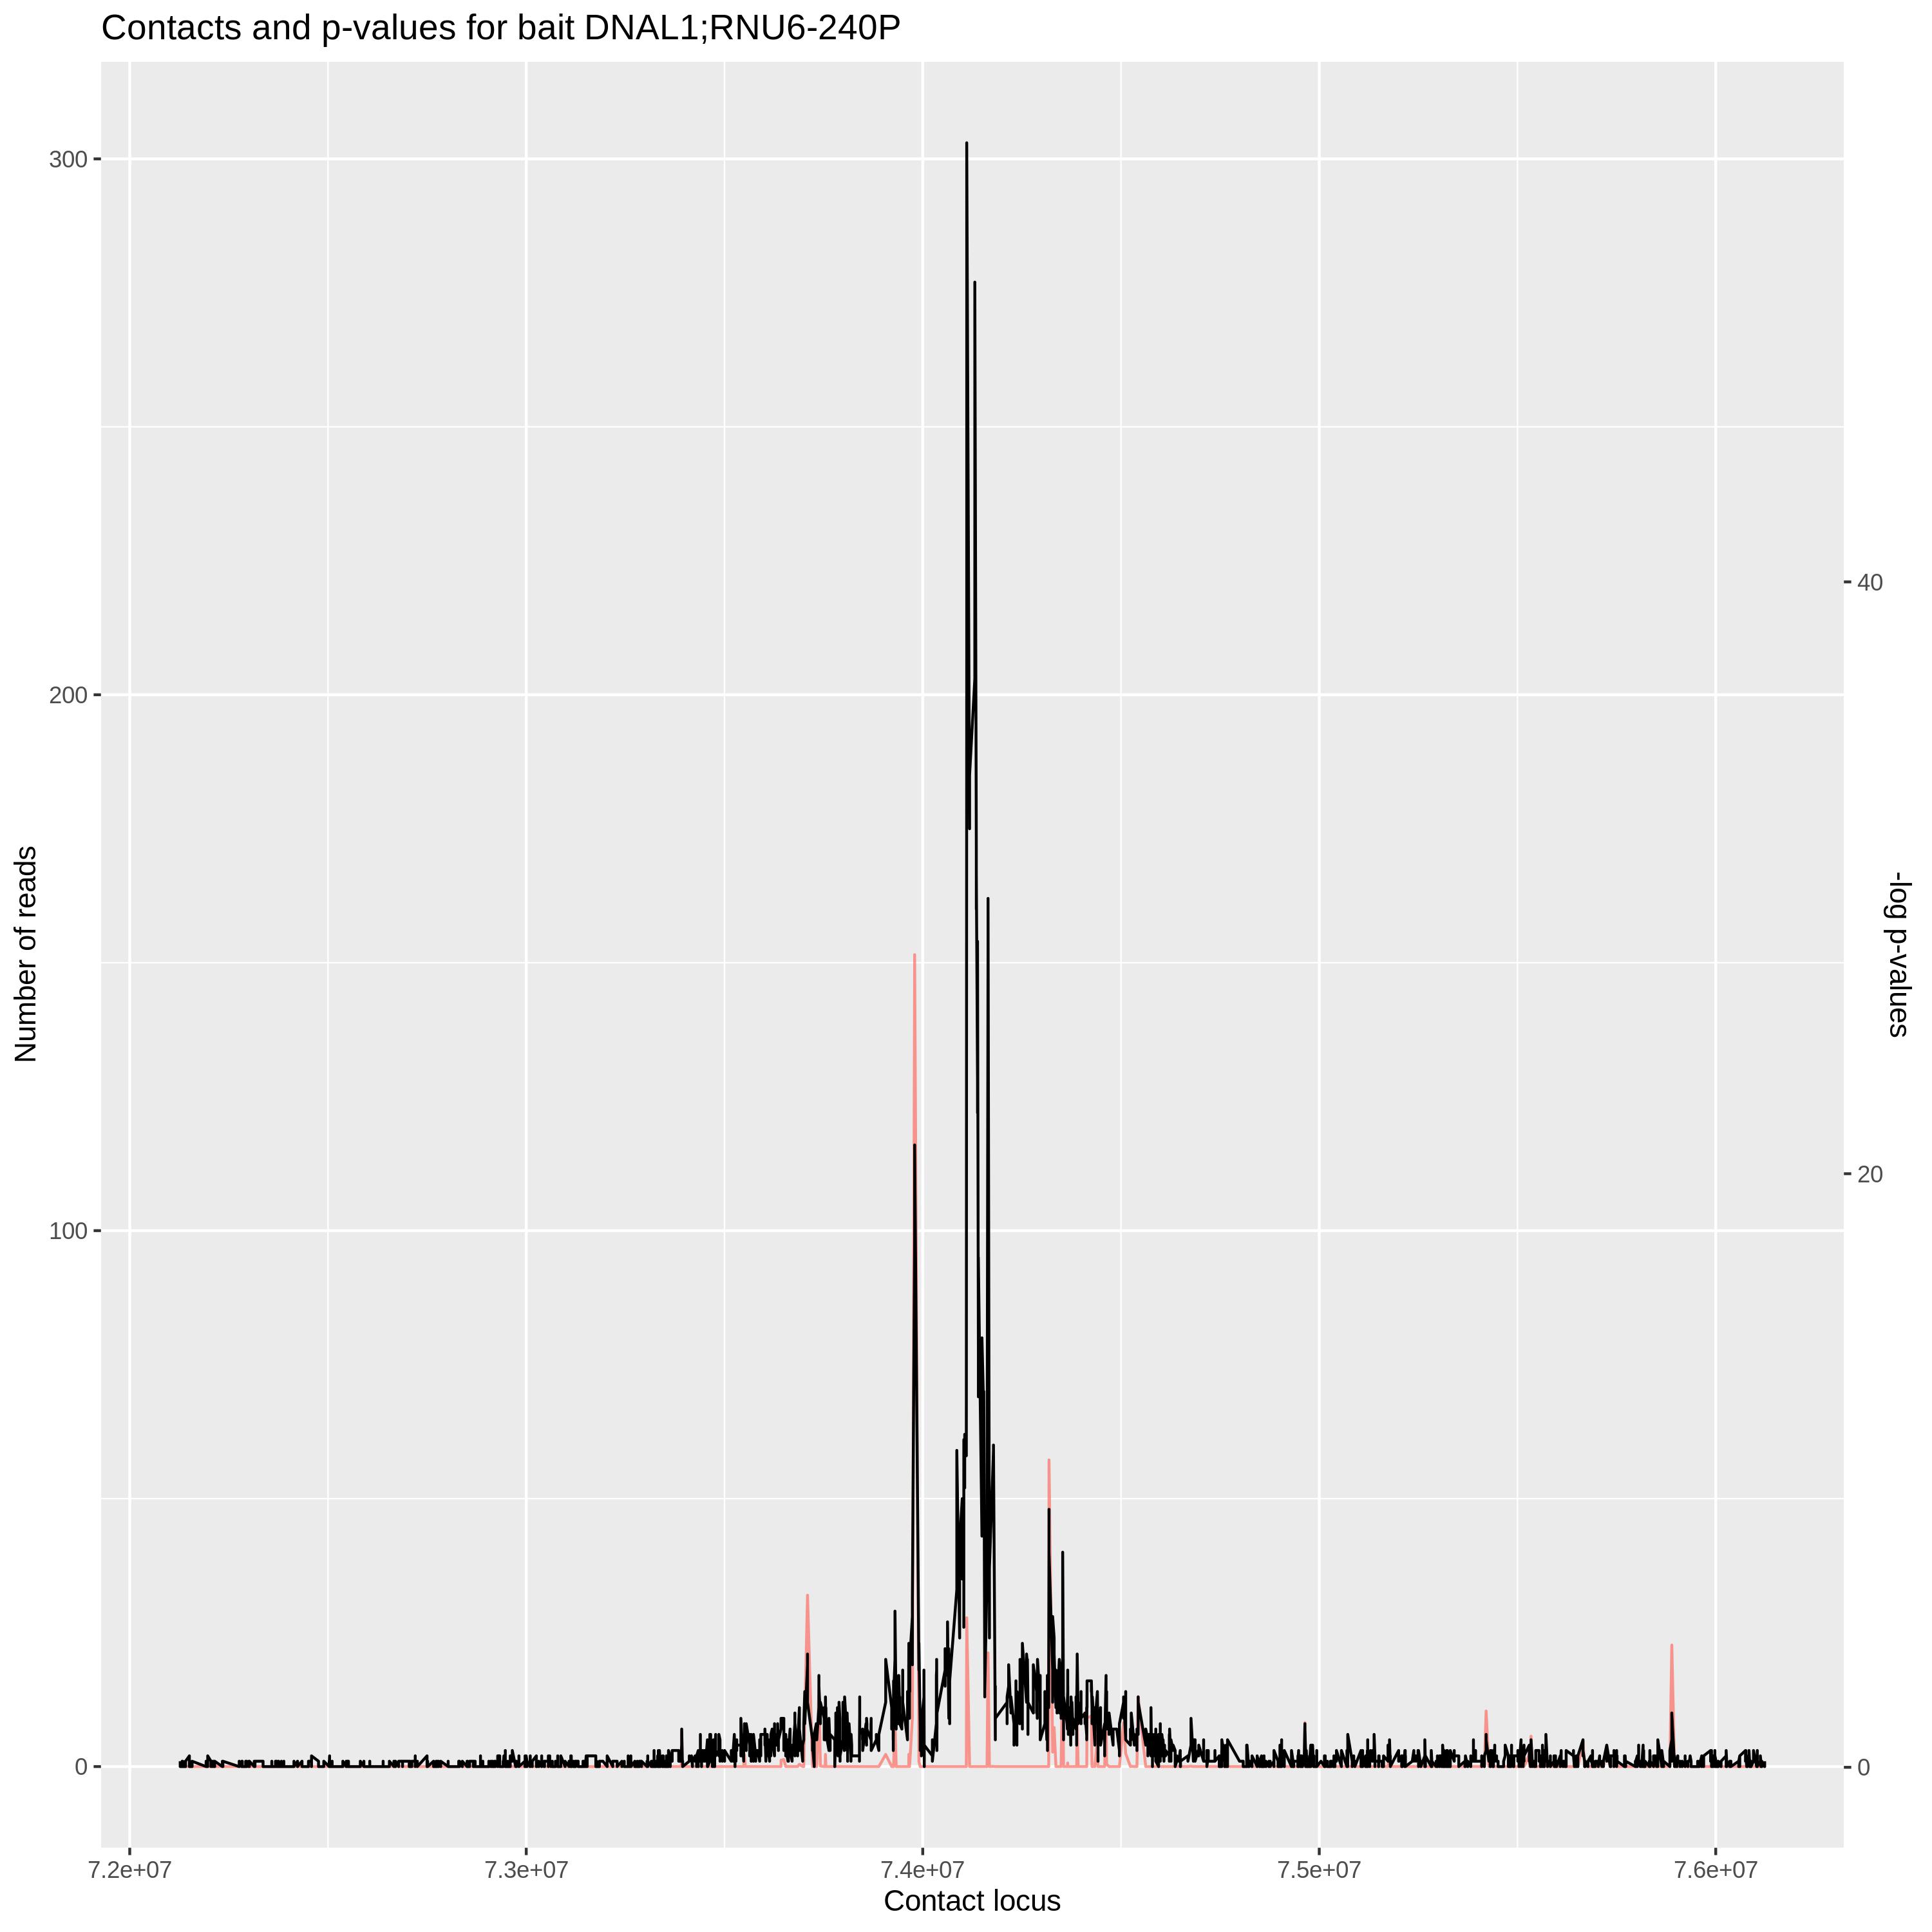 Contacts and p-values for bait DNAL1;RNU6-240P
300
200
100
0
Number of reads
40
20
0
-log p-values
7.2e+07
7.3e+07
7.4e+07
7.5e+07
7.6e+07
Contact locus